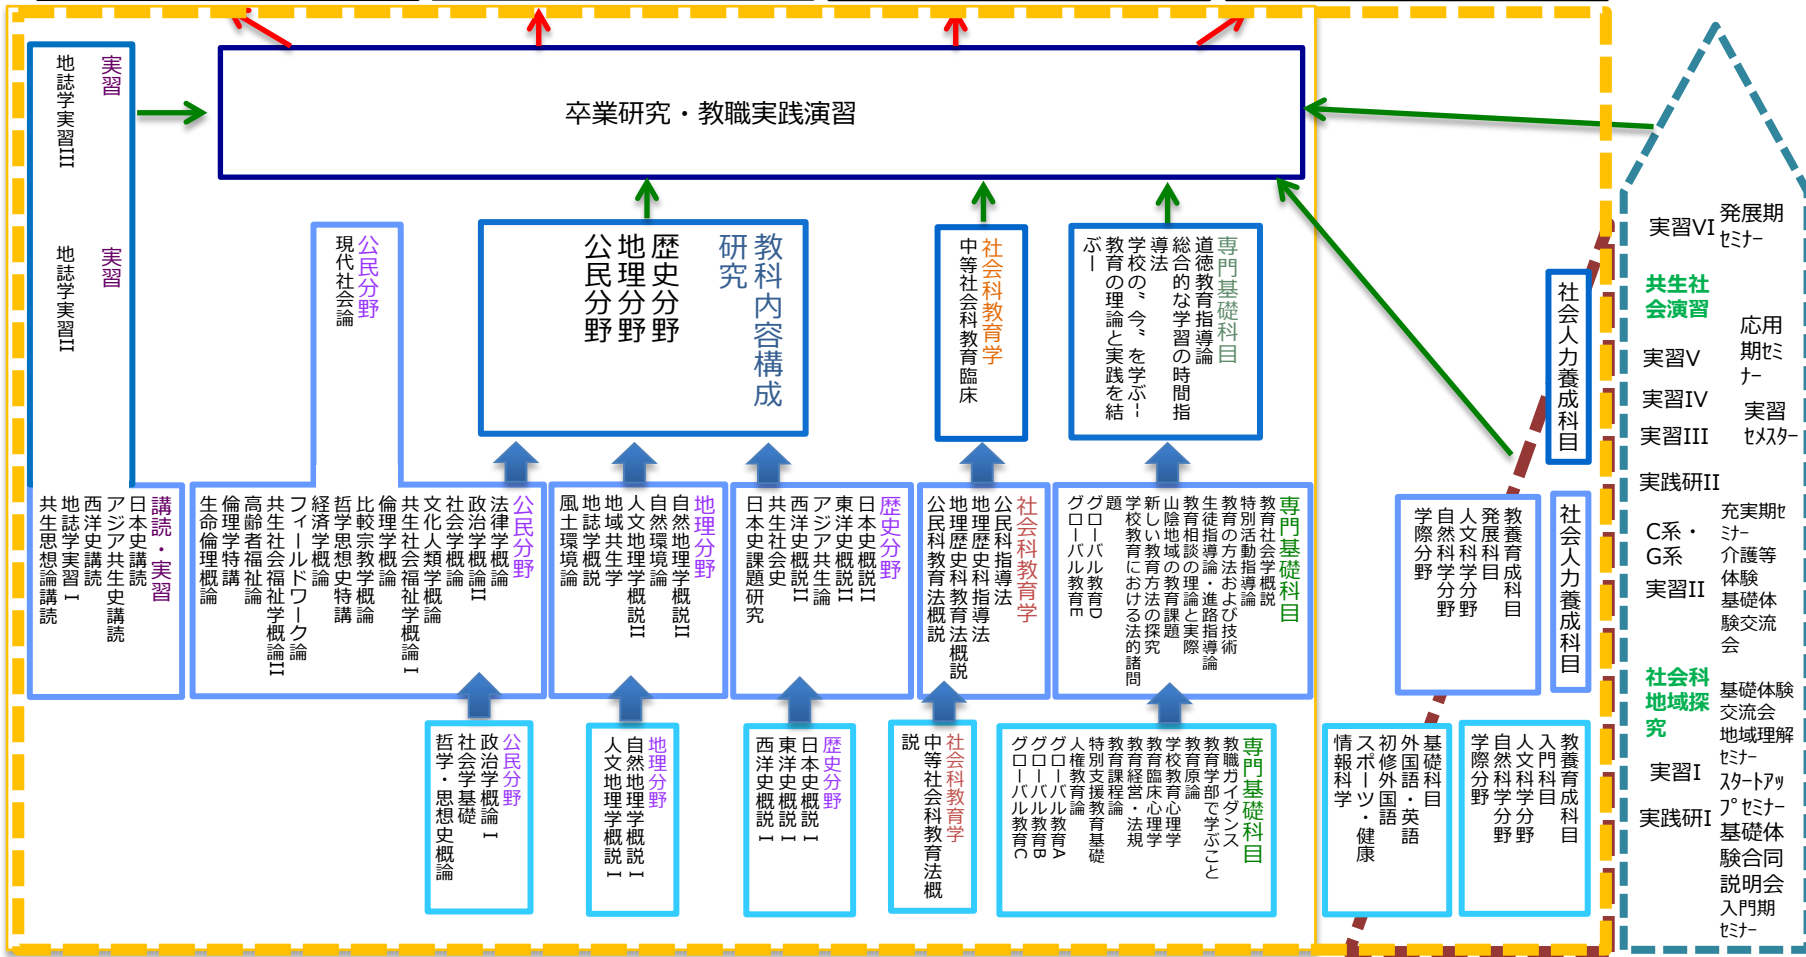 卒業研究・教職実践演習
実習
地誌学実習III
実習
地誌学実習II
公民分野
現代社会論
教科内容構成
研究
歴史分野
地理分野
公民分野
社会科教育学
中等社会科教育臨床
専門基礎科目
道徳教育指導論
総合的な学習の時間指
導法
学校の〝今〟を学ぶー
教育の理論と実践を結
ぶー
社会人力養成科目
講読・実習
日本史講読
アジア共生史講読
西洋史講読
地誌学実習 I
共生思想論講読
公民分野
法律学概論
政治学概論II
社会学概論
文化人類学概論
共生社会福祉学概論 I
倫理学概論
比較宗教学概論
哲学思想史特講
経済学概論
フィールドワーク論
共生社会福祉学概論II
高齢者福祉論
倫理学特講
生命倫理概論
地理分野
自然地理学概説II
自然環境論
人文地理学概説II
地域共生学
地誌学概説
風土環境論
歴史分野
日本史概説II
東洋史概説II
アジア共生論
西洋史概説II
共生社会史
日本史課題研究
社会科教育学
公民科指導法
地理歴史科指導法
地理歴史科教育法概説
公民科教育法概説
専門基礎科目
教育社会学概説
特別活動指導論
教育の方法および技術
生徒指導論・進路指導論
教育相談の理論と実際
山陰地域の教育課題
新しい教育方法の探究
学校教育における法的諸問
題
グローバル教育D
グローバル教育E
教養育成科目
発展科目
人文科学分野
自然科学分野
学際分野
社会人力養成科目
公民分野
政治学概論 I
社会学基礎
哲学・思想史概論
地理分野
自然地理学概説 I
人文地理学概説 I
歴史分野
日本史概説 I
東洋史概説 I
西洋史概説 I
社会科教育学
中等社会科教育法概
説
専門基礎科目
教職ガイダンス
教育学部で学ぶこと
教育原論
学校教育心理学
教育臨床心理学
教育経営・法規
教育課程論
特別支援教育基礎
人権教育論
グローバル教育A
グローバル教育B
グローバル教育C
基礎科目
外国語・英語
初修外国語
スポーツ・健康
情報科学
教養育成科目
入門科目
人文科学分野
自然科学分野
学際分野
実習VI
発展期
ｾﾐﾅｰ
共生社
会演習
応用
期ｾﾐ
ﾅｰ
実習V
実習IV
実習
ｾﾒｽﾀｰ
実習III
実践研II
充実期ｾ
ﾐﾅｰ
C系・
G系
介護等
体験
実習II
基礎体
験交流
会
社会科
地域探
究
基礎体験
交流会
地域理解
ｾﾐﾅｰ
実習I
ｽﾀｰﾄｱｯ
ﾌﾟｾﾐﾅｰ
実践研I
基礎体
験合同
説明会
入門期
ｾﾐﾅｰ